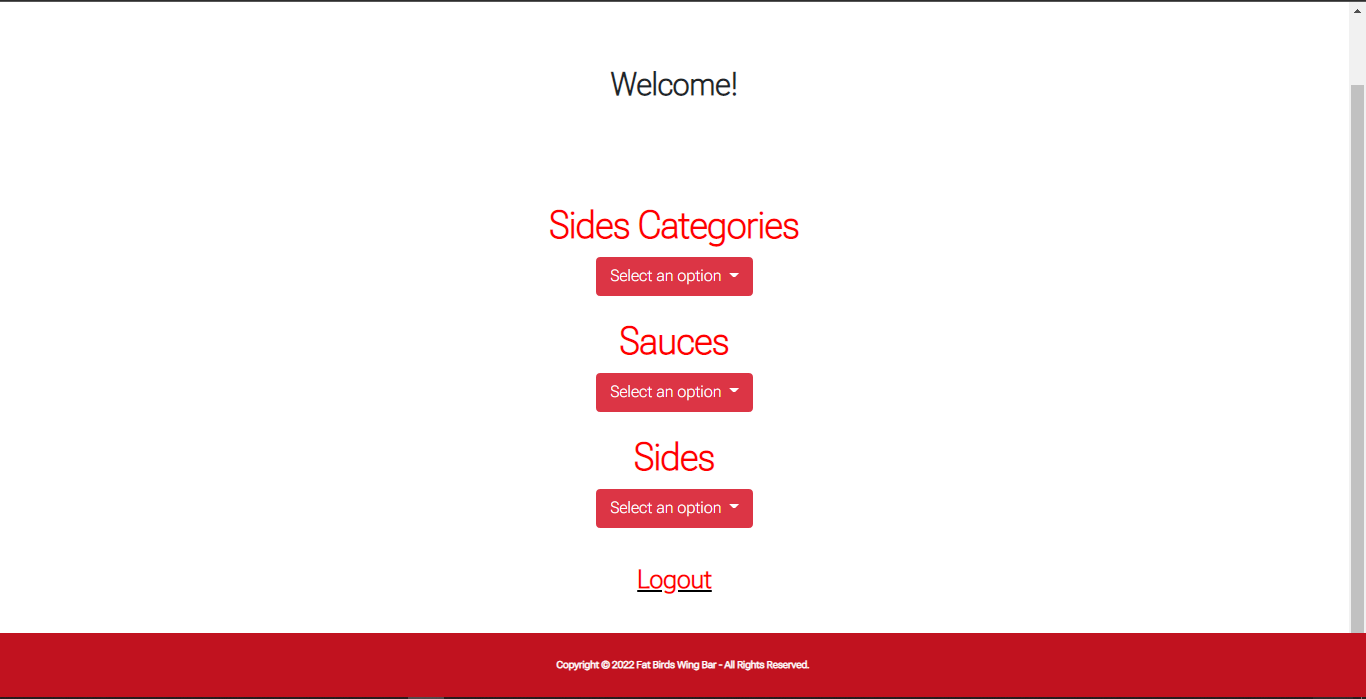 Welcome!
Sides Categories
Select an option
Sauces
Select an option
Sides
Select an option
Logout
Copyright © 2022 Fat Birds Wing Bar - All Rights Reserved.